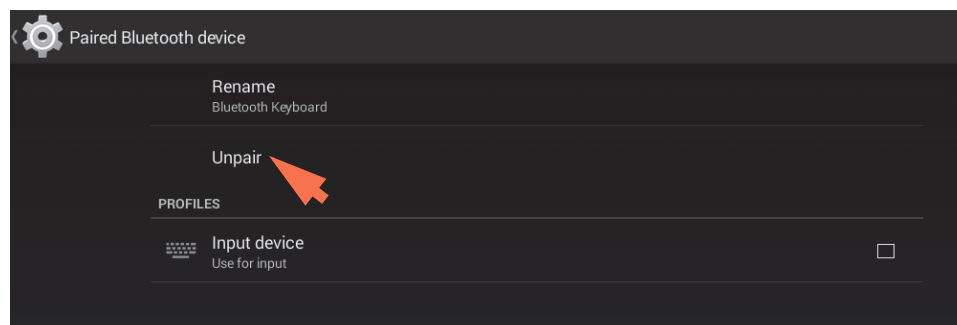 Paired Bluetooth device
Rename
Bluetooth Keyboard
Unpair
PROFILES
Input device
Use for input